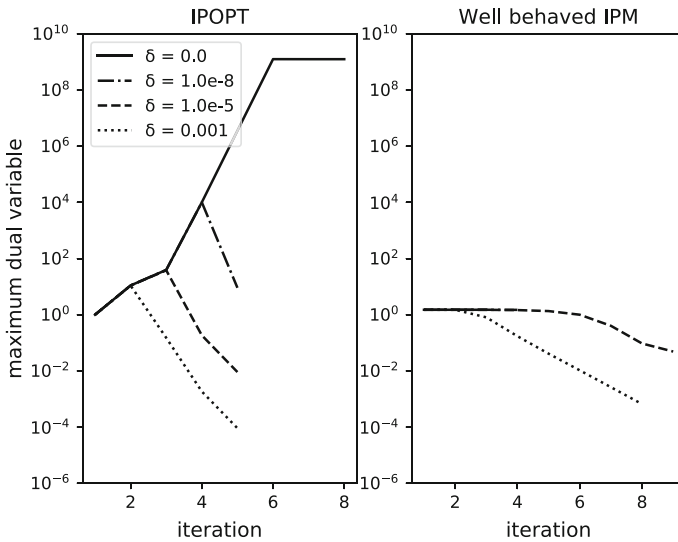 IPOPT
Well behaved IPM
δ = 0.0
δ = 1.0e-8
δ = 1.0e-5
δ = 0.001
maximum dual variable
10^10
10^8
10^6
10^4
10^2
10^0
10^−2
10^−4
10^−6
2
4
6
8
iteration
10^10
10^8
10^6
10^4
10^2
10^0
10^−2
10^−4
10^−6
2
4
6
8
iteration